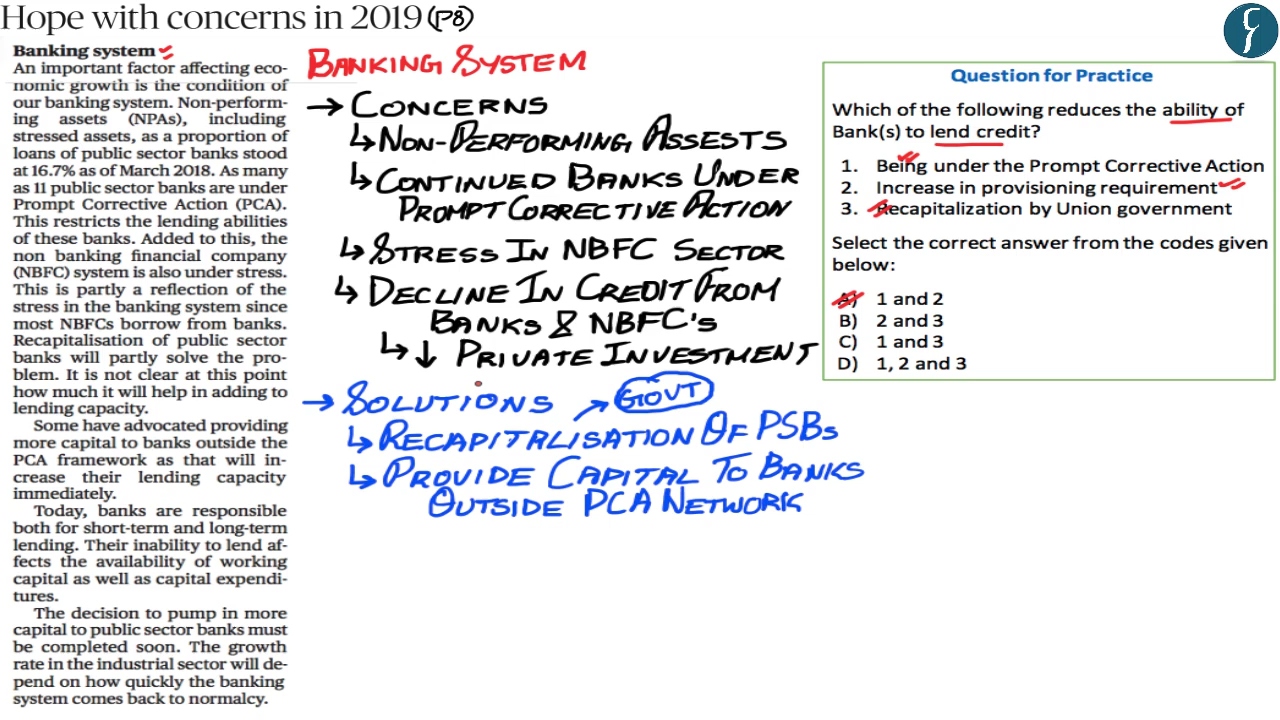 Hope with concerns in 2019 (P8)
Banking system
An important factor affecting eco-
nomic growth is the condition of
our banking system. Non-perform-
ing assets (NPAs), including
stressed assets, as a proportion of
loans of public sector banks stood
at 16.7% as of March 2018. As many
as 11 public sector banks are under
Prompt Corrective Action (PCA).
This restricts the lending abilities
of these banks. Added to this, the
non banking financial company
(NBFC) system is also under stress.
This is partly a reflection of the
stress in the banking system since
most NBFCs borrow from banks.
Recapitalisation of public sector
banks will partly solve the pro-
blem. It is not clear at this point
how much it will help in adding to
lending capacity.
Some have advocated providing
more capital to banks outside the
PCA framework as that will in-
crease their lending capacity
immediately.
Today, banks are responsible
both for short-term and long-term
lending. Their inability to lend af-
fects the availability of working
capital as well as capital expendi-
tures.
The decision to pump in more
capital to public sector banks must
be completed soon. The growth
rate in the industrial sector will de-
pend on how quickly the banking
system comes back to normalcy.
BANKING SYSTEM
→ CONCERNS
↳ NON-PERFORMING ASSESTS
↳ CONTINUED BANKS UNDER
PROMPT CORRECTIVE ACTION
↳ STRESS IN NBFC SECTOR
↳ DECLINE IN CREDIT FROM
BANKS & NBFC'S
↳ ↓ PRIVATE INVESTMENT
→ SOLUTIONS → GOVT
↳ RECAPITALISATION OF PSBs
↳ PROVIDE CAPITAL TO BANKS
OUTSIDE PCA NETWORK
Question for Practice
Which of the following reduces the ability of
Bank(s) to lend credit?
1. Being under the Prompt Corrective Action
2. Increase in provisioning requirement
3. Recapitalization by Union government
Select the correct answer from the codes given
below:
A) 1 and 2
B) 2 and 3
C) 1 and 3
D) 1, 2 and 3